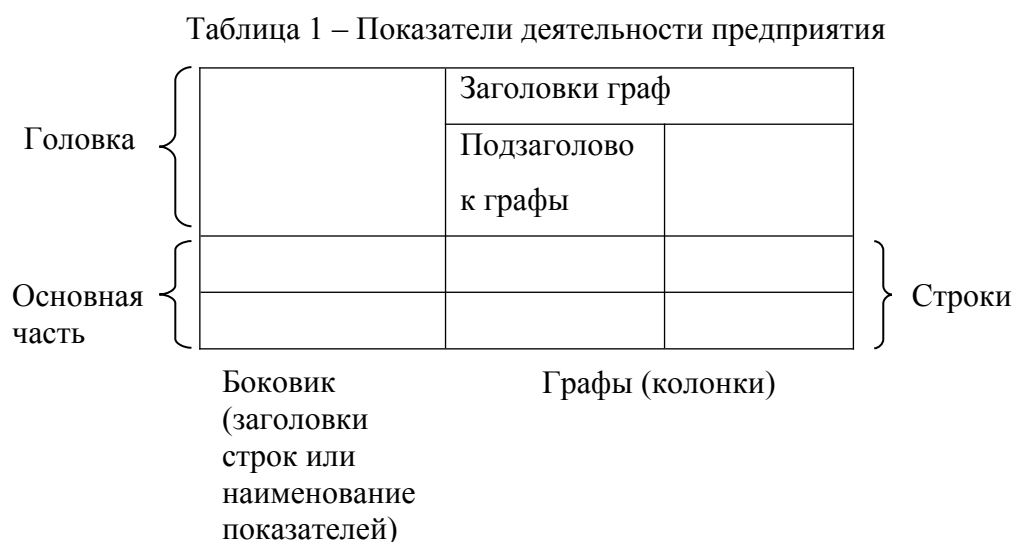 Таблица 1 – Показатели деятельности предприятия
Заголовки граф
Головка
Подзаголово
к графы
Основная
часть
Строки
Боковик
(заголовки
строк или
наименование
показателей)
Графы (колонки)